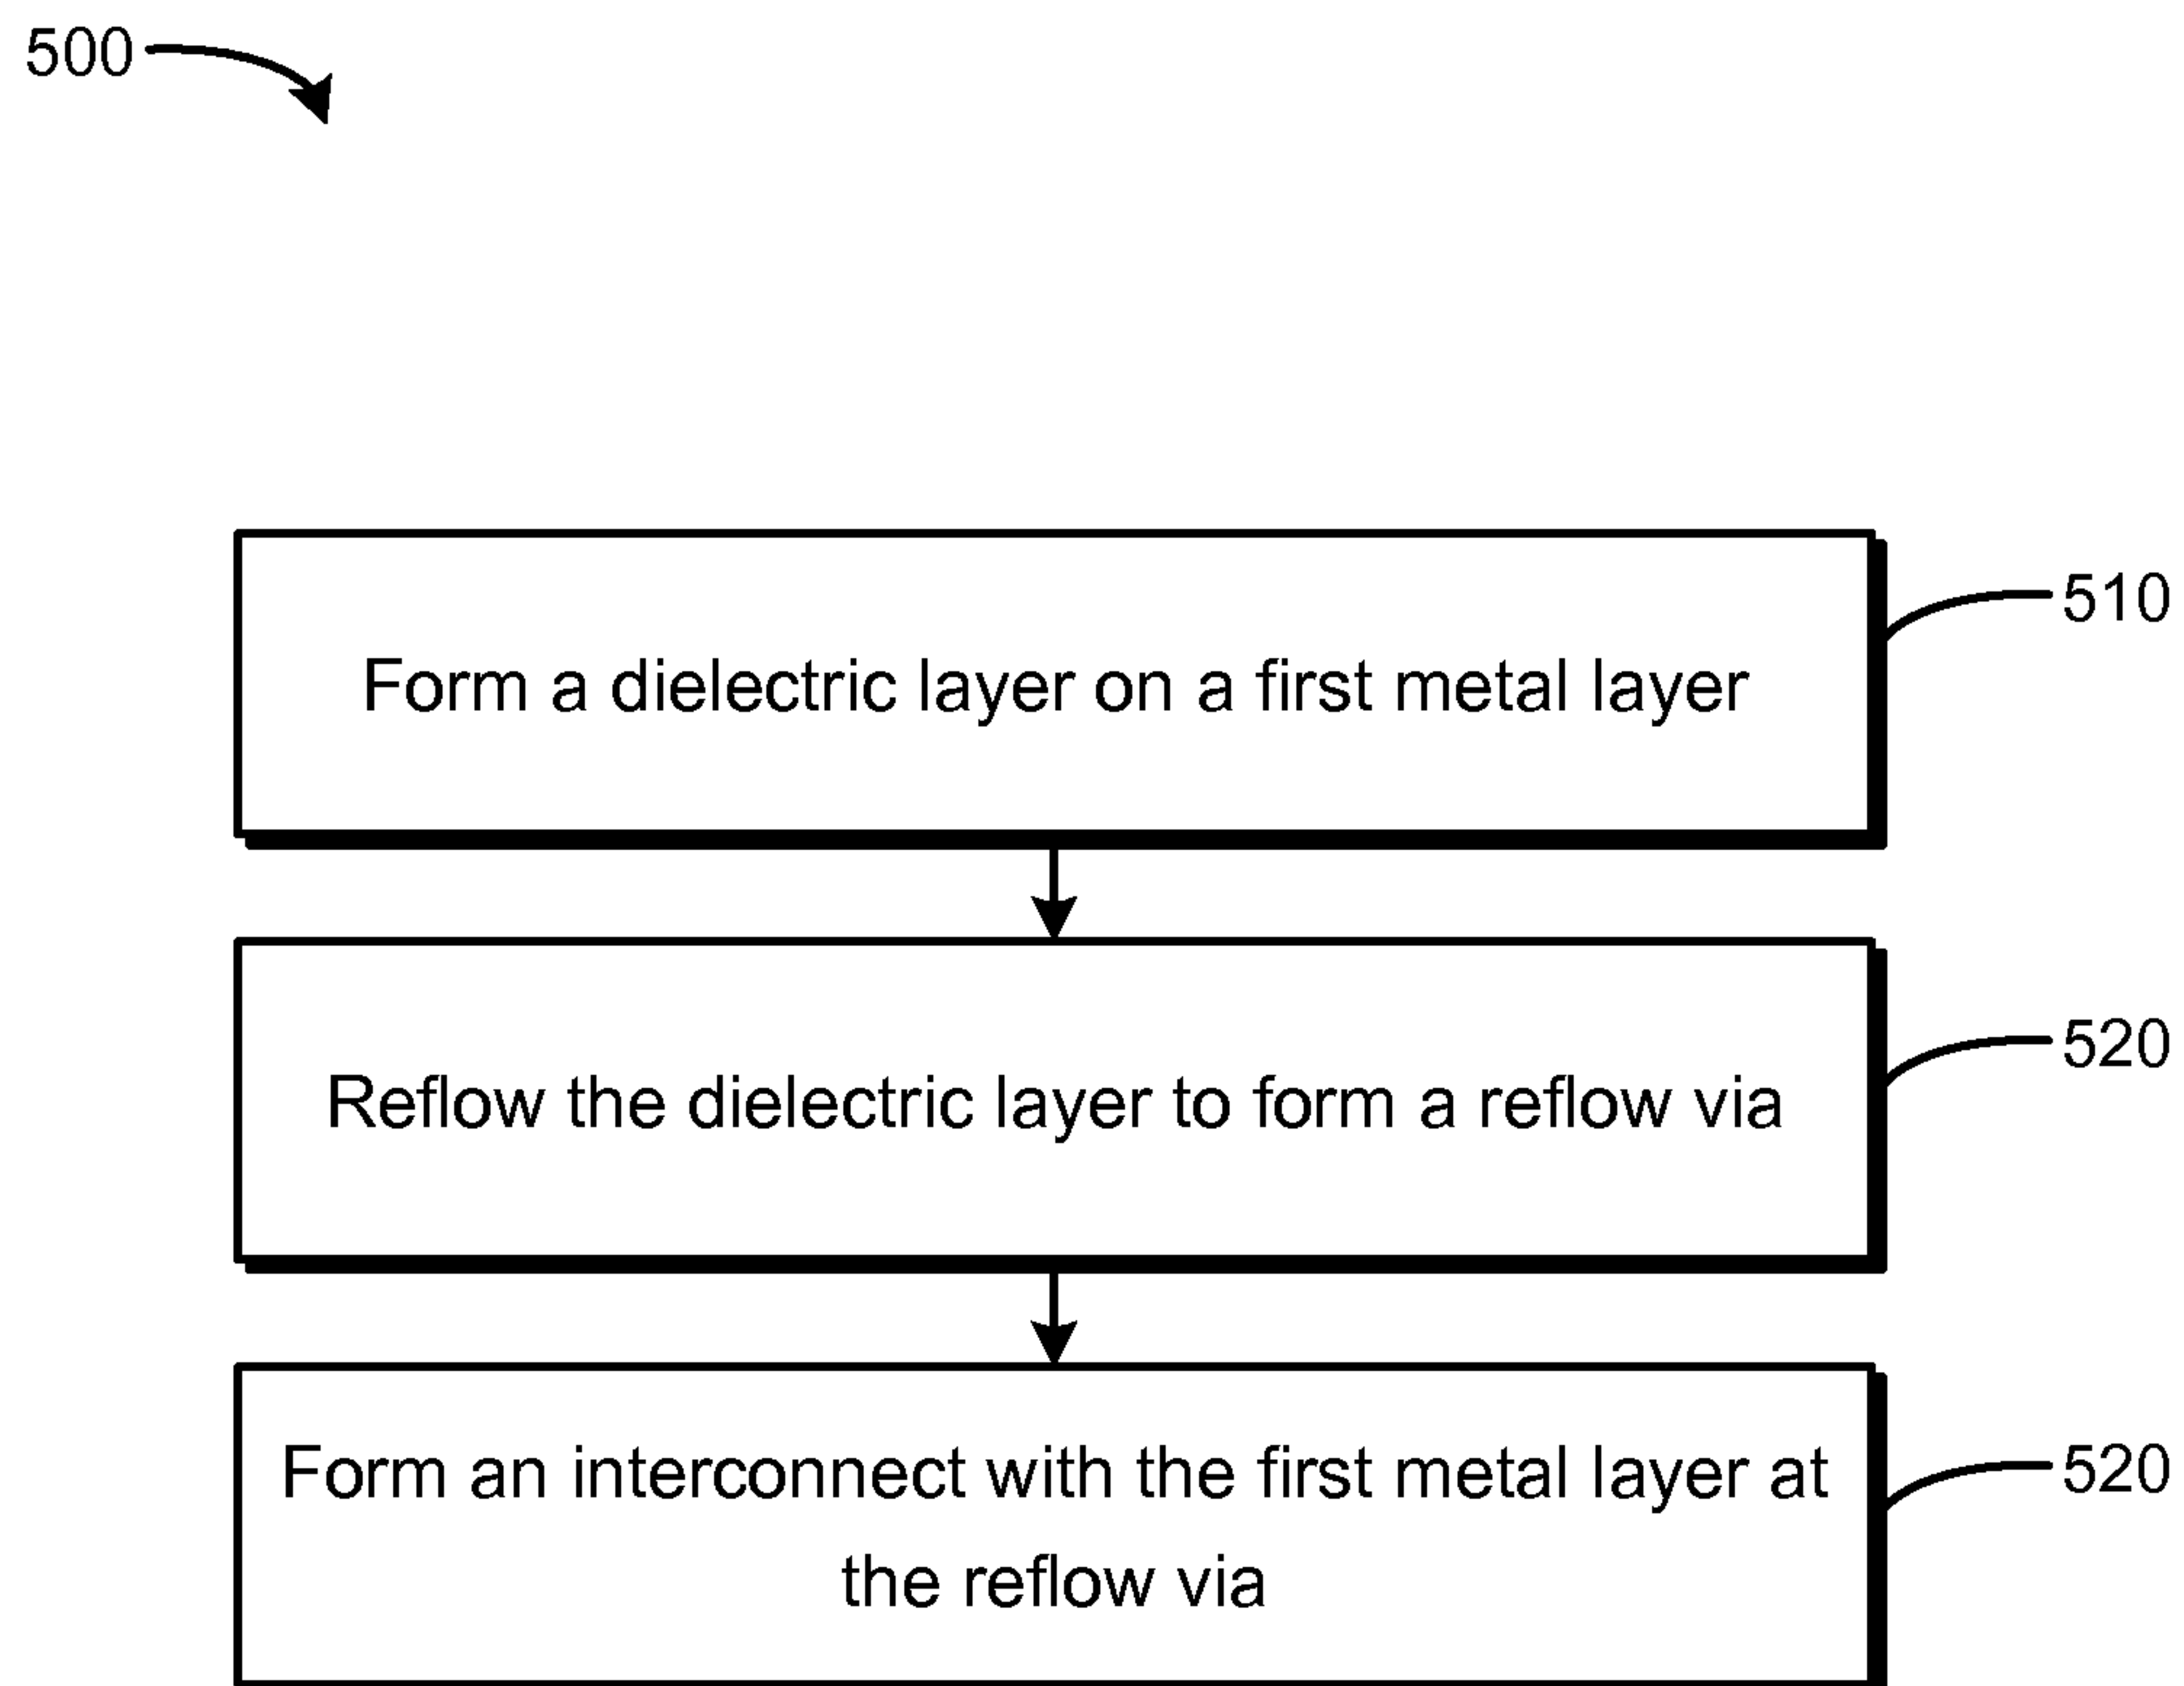 500
510
Form a dielectric layer on a first metal layer
520
Reflow the dielectric layer to form a reflow via
520
Form an interconnect with the first metal layer at
the reflow via